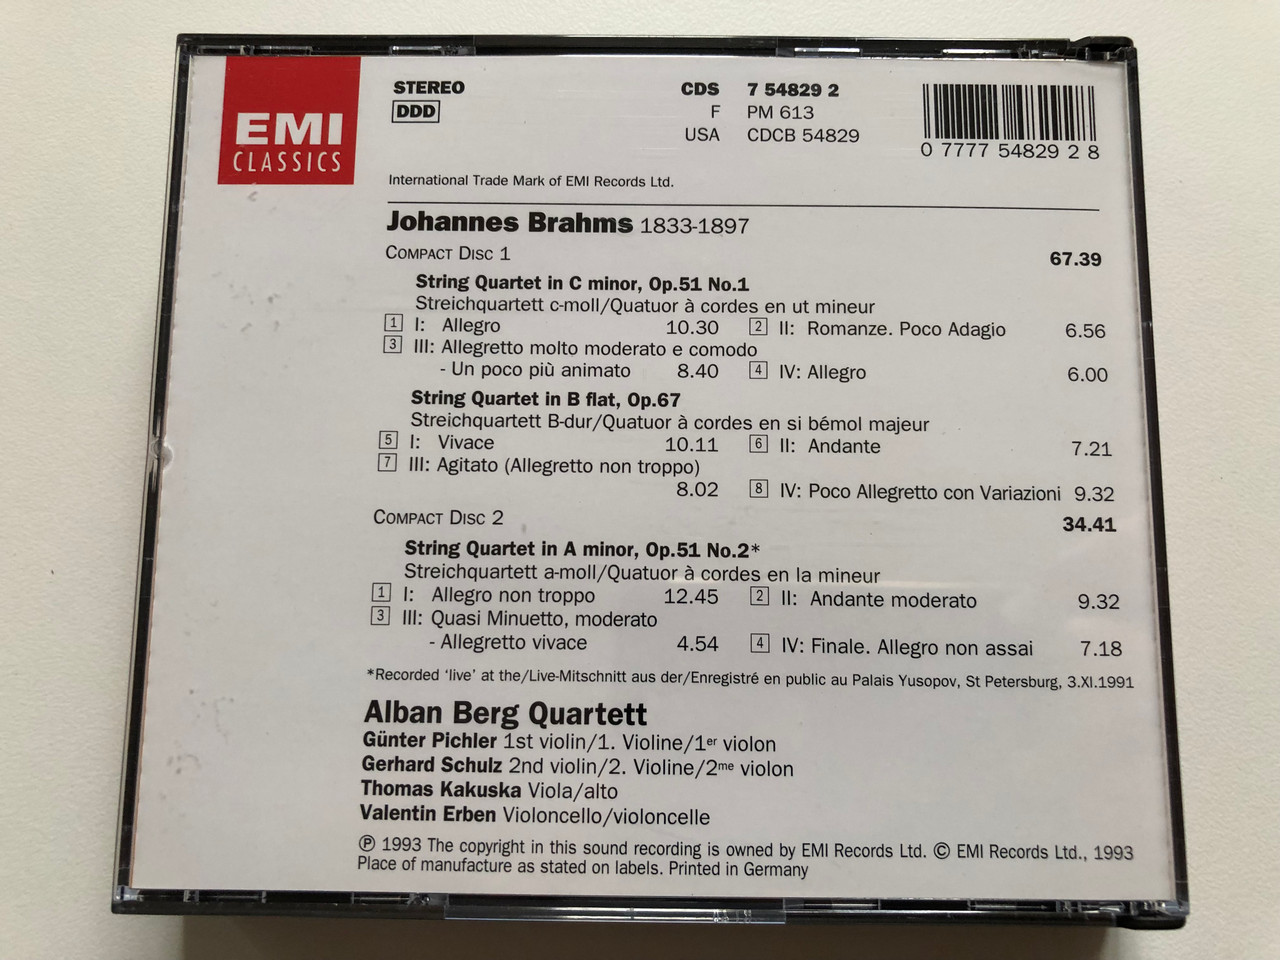 EMI
CLASSICS
STEREO
DDD
CDS 7 54829 2
F PM 613
USA CDCB 54829
0 7777 54829 2 8
International Trade Mark of EMI Records Ltd.
Johannes Brahms 1833-1897
COMPACT DISC 1 67.39
String Quartet in C minor, Op.51 No.1
Streichquartett c-moll/Quatuor à cordes en ut mineur
1 I: Allegro 10.30 2 II: Romanze. Poco Adagio 6.56
3 III: Allegretto molto moderato e comodo
- Un poco più animato 8.40 4 IV: Allegro 6.00
String Quartet in B flat, Op.67
Streichquartett B-dur/Quatuor à cordes en si bémol majeur
5 I: Vivace 10.11 6 II: Andante 7.21
7 III: Agitato (Allegretto non troppo)
8.02 8 IV: Poco Allegretto con Variazioni 9.32
COMPACT DISC 2 34.41
String Quartet in A minor, Op.51 No.2*
Streichquartett a-moll/Quatuor à cordes en la mineur
1 I: Allegro non troppo 12.45 2 II: Andante moderato 9.32
3 III: Quasi Minuetto, moderato
- Allegretto vivace 4.54 4 IV: Finale. Allegro non assai 7.18
*Recorded ‘live’ at the/Live-Mitschnitt aus der/Enregistré en public au Palais Yusopov, St Petersburg, 3.XI.1991
Alban Berg Quartett
Günter Pichler 1st violin/1. Violine/1er violon
Gerhard Schulz 2nd violin/2. Violine/2me violon
Thomas Kakuska Viola/alto
Valentin Erben Violoncello/violoncelle
℗ 1993 The copyright in this sound recording is owned by EMI Records Ltd. © EMI Records Ltd., 1993
Place of manufacture as stated on labels. Printed in Germany